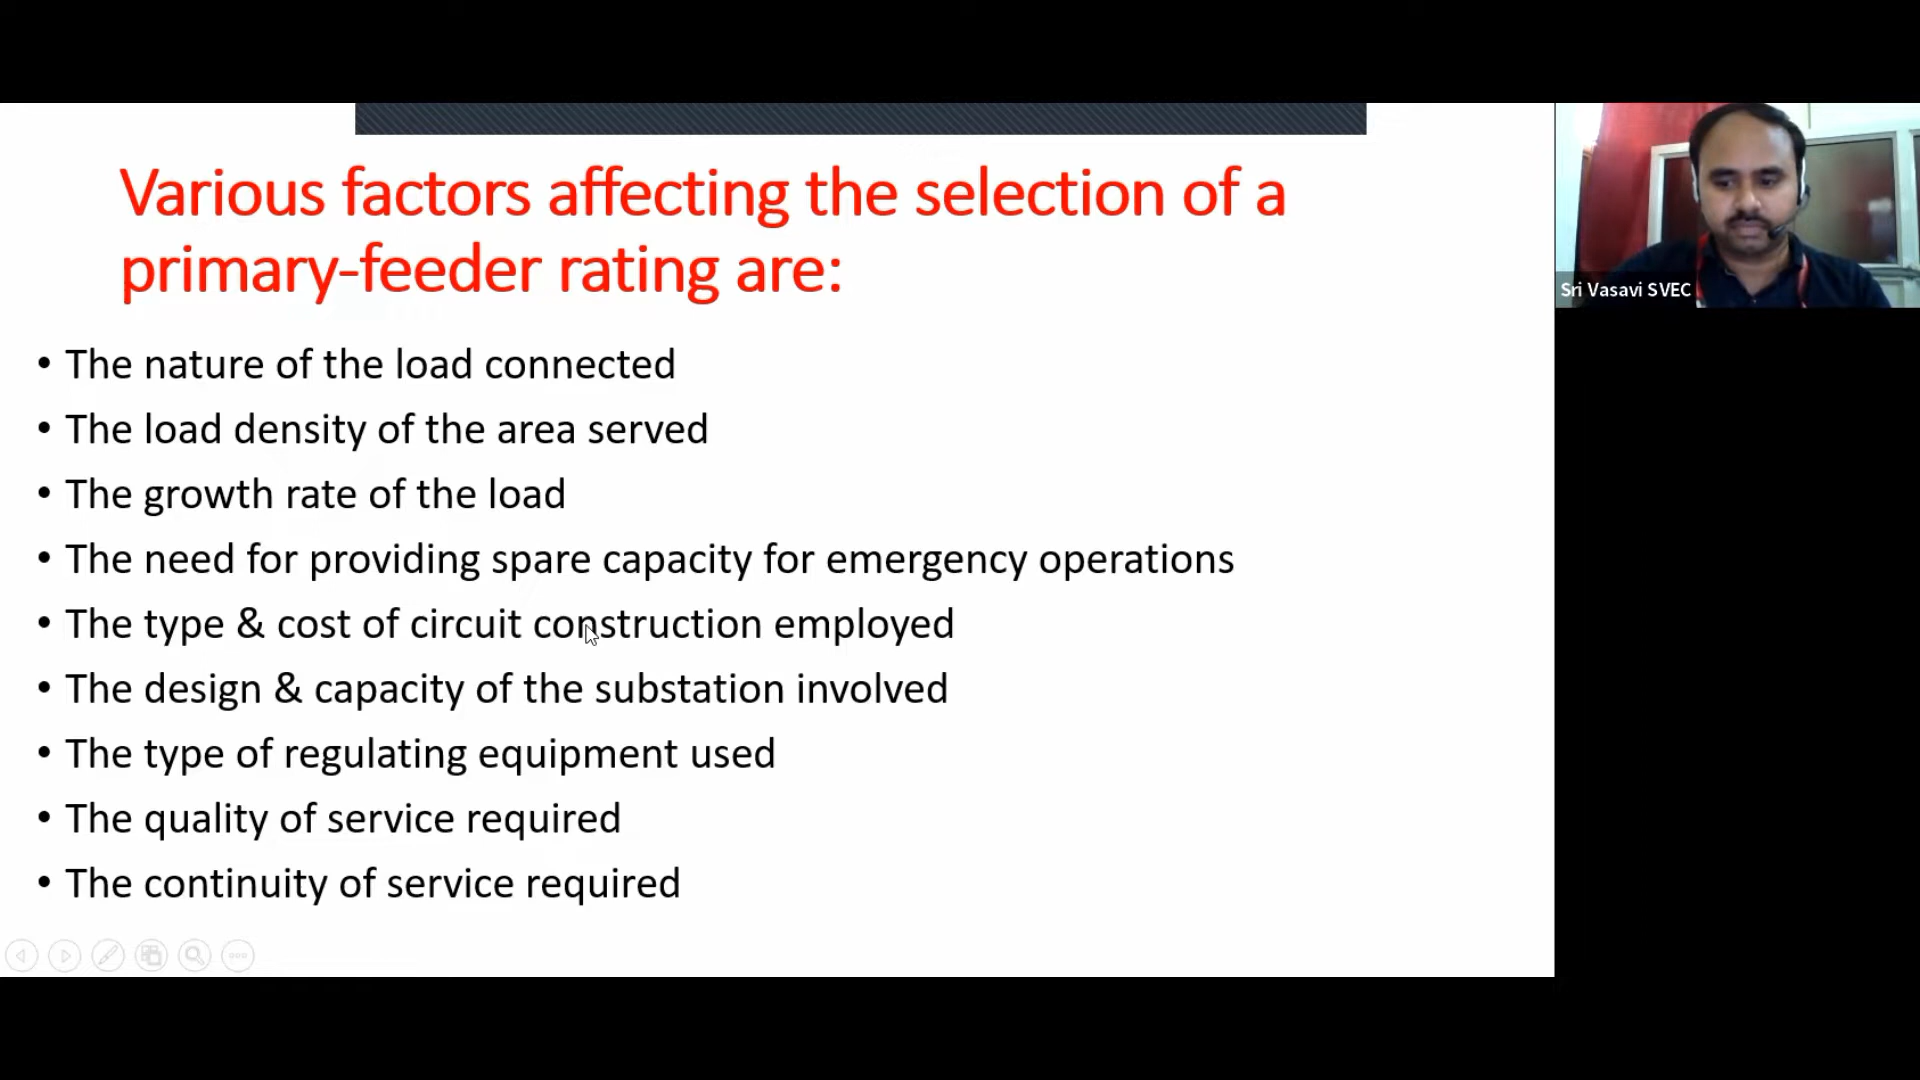 Various factors affecting the selection of a
primary-feeder rating are:
• The nature of the load connected
• The load density of the area served
• The growth rate of the load
• The need for providing spare capacity for emergency operations
• The type & cost of circuit construction employed
• The design & capacity of the substation involved
• The type of regulating equipment used
• The quality of service required
• The continuity of service required
Sri Vasavi SVEC